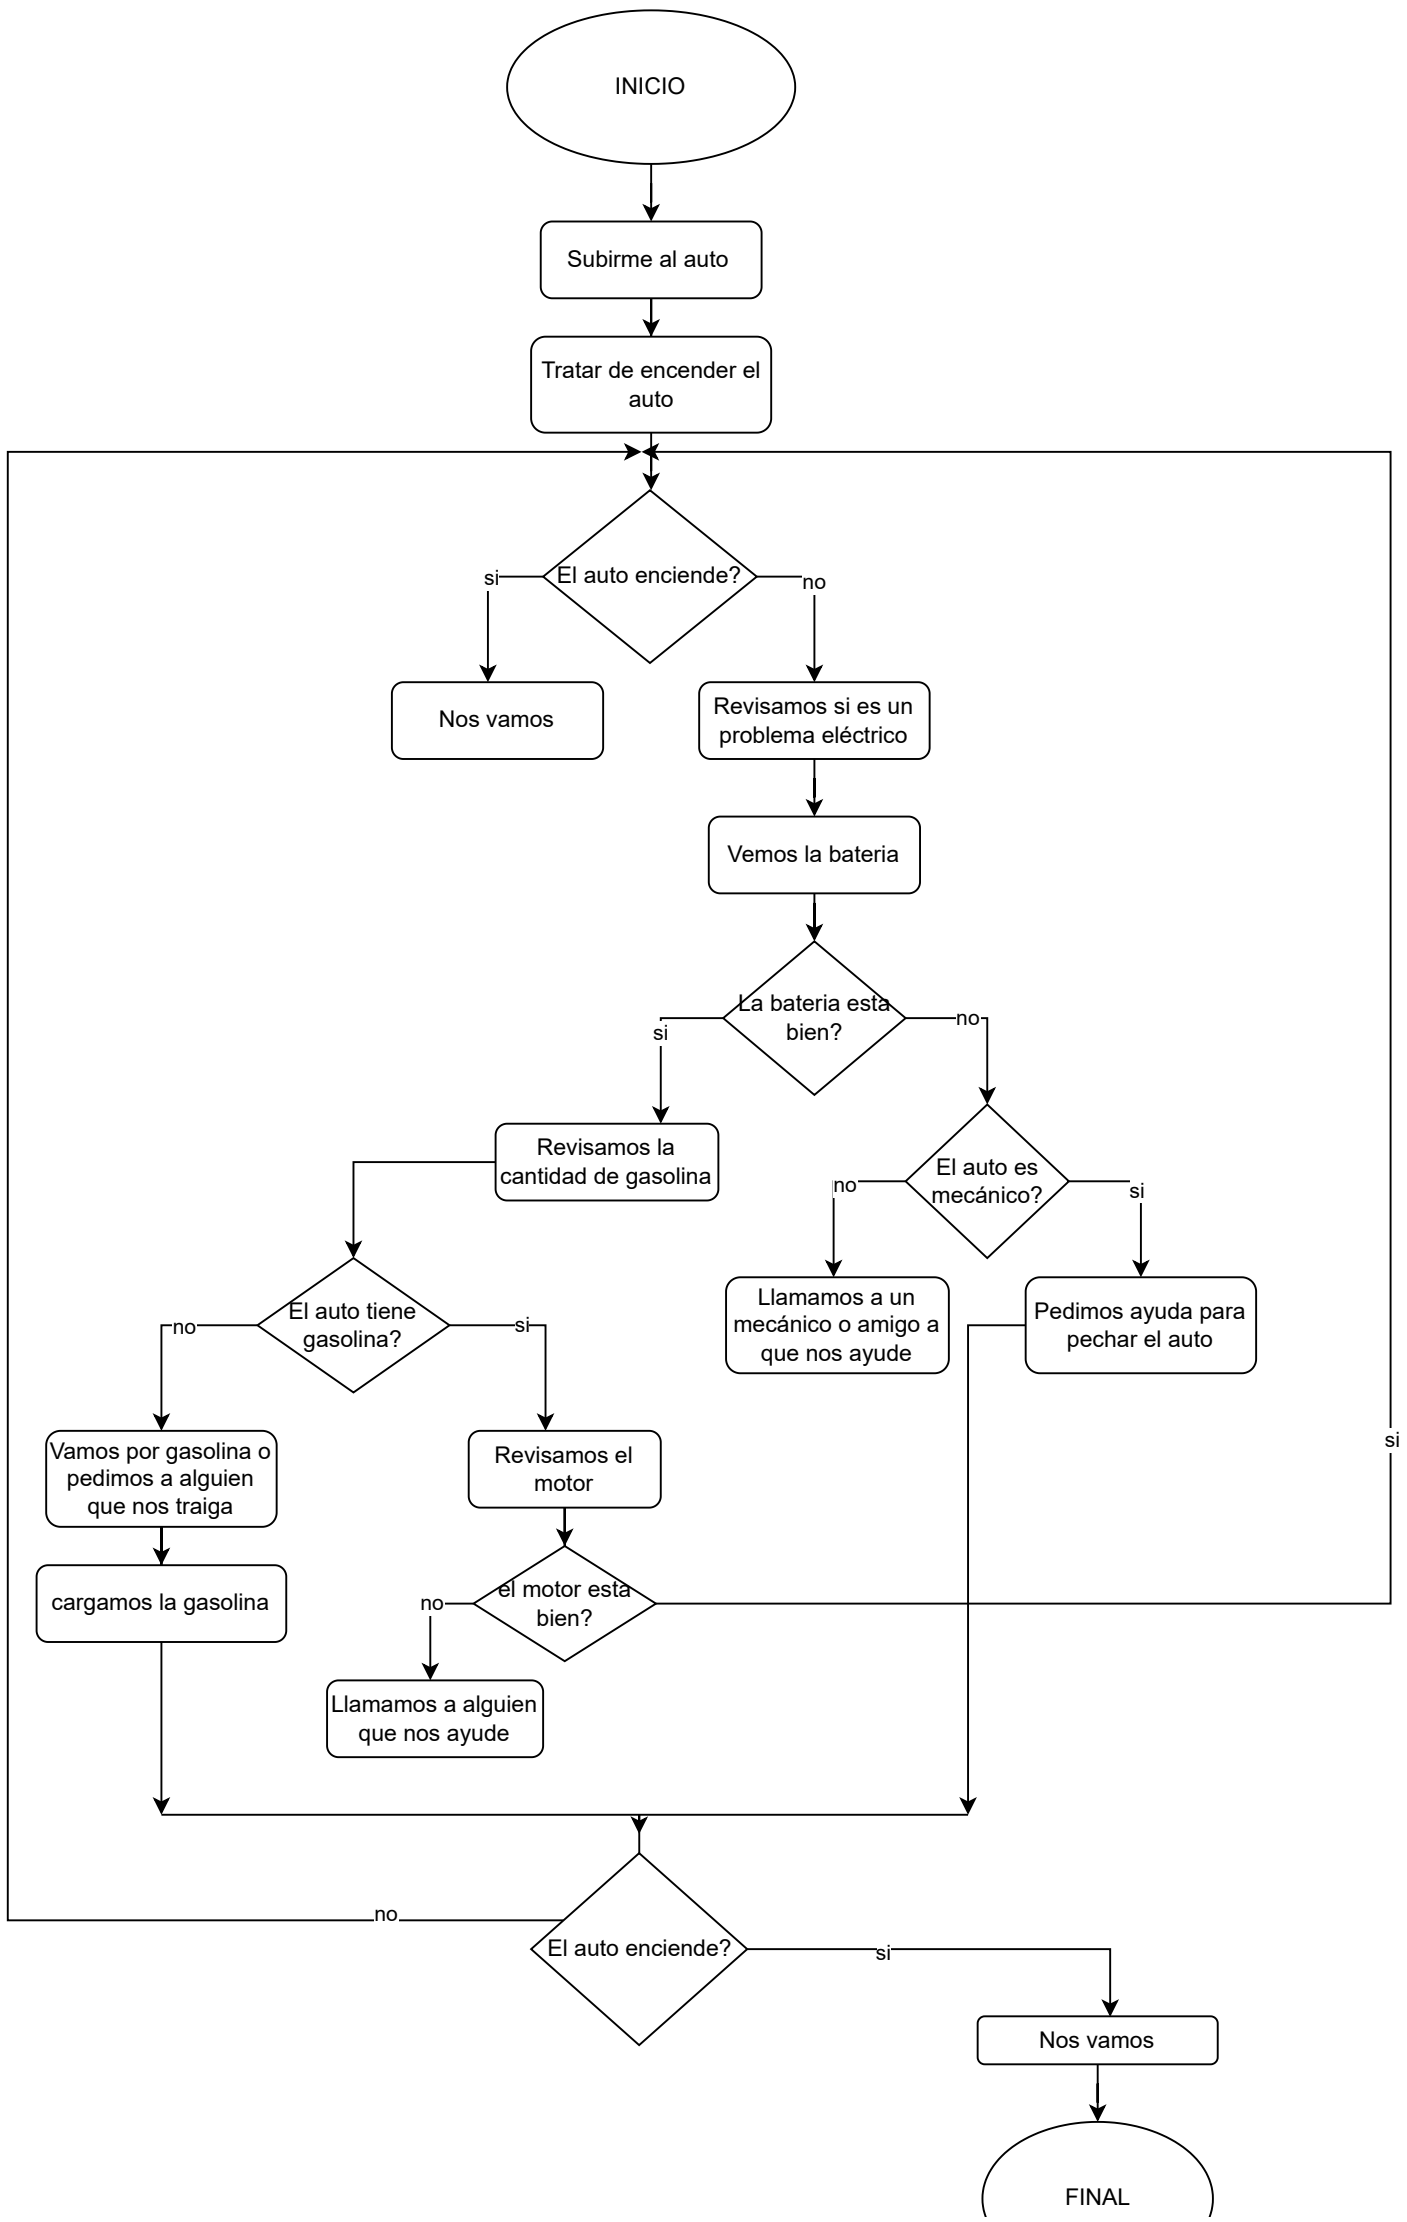 INICIO
Subirme al auto
Tratar de encender el
auto
El auto enciende?
si
no
Nos vamos
Revisamos si es un
problema eléctrico
Vemos la bateria
La bateria esta
bien?
si
no
Revisamos la
cantidad de gasolina
El auto es
mecánico?
no
si
El auto tiene
gasolina?
no
si
Llamamos a un
mecánico o amigo a
que nos ayude
Pedimos ayuda para
pechar el auto
Vamos por gasolina o
pedimos a alguien
que nos traiga
Revisamos el
motor
si
cargamos la gasolina
el motor esta
bien?
no
Llamamos a alguien
que nos ayude
no
El auto enciende?
si
Nos vamos
FINAL